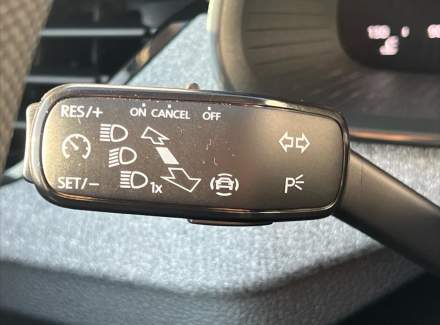 RES/+ ON CANCEL OFF
SET/- 1x
P